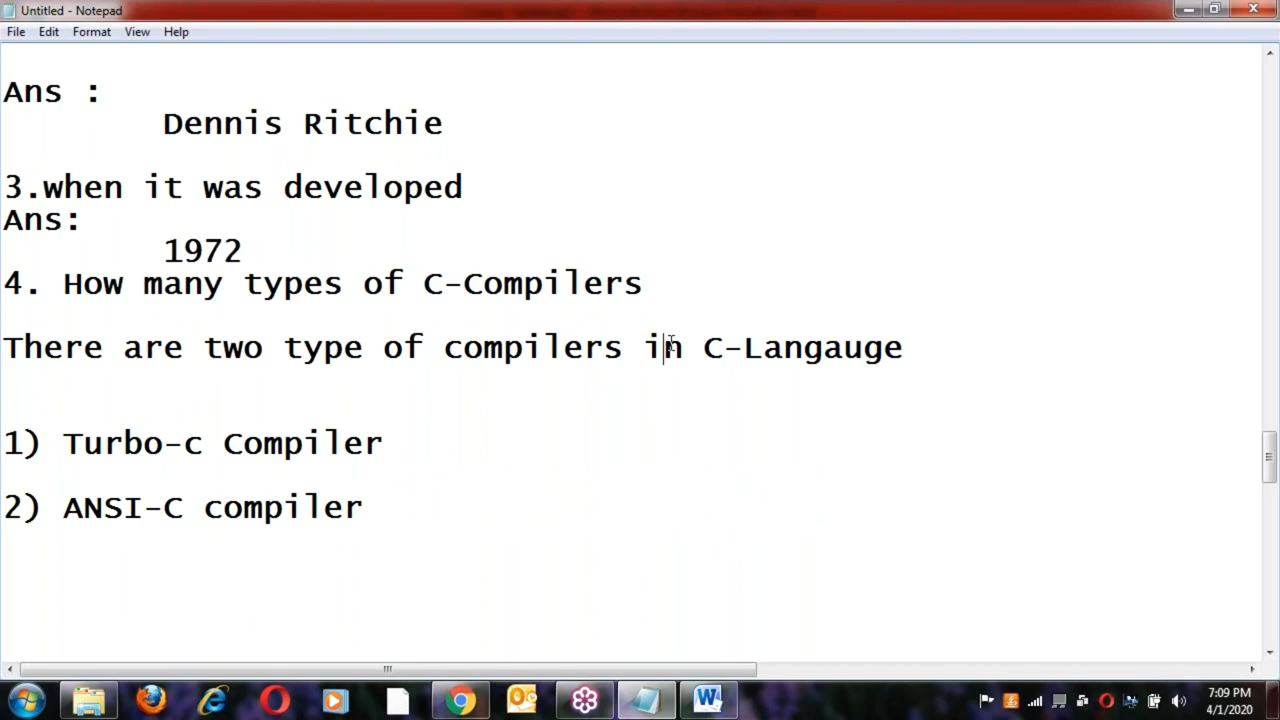 Untitled - Notepad
File Edit Format View Help
Ans :
Dennis Ritchie
3.when it was developed
Ans:
1972
4. How many types of C-Compilers
There are two type of compilers in C-Langauge
1) Turbo-c Compiler
2) ANSI-C compiler
7:09 PM
4/1/2020